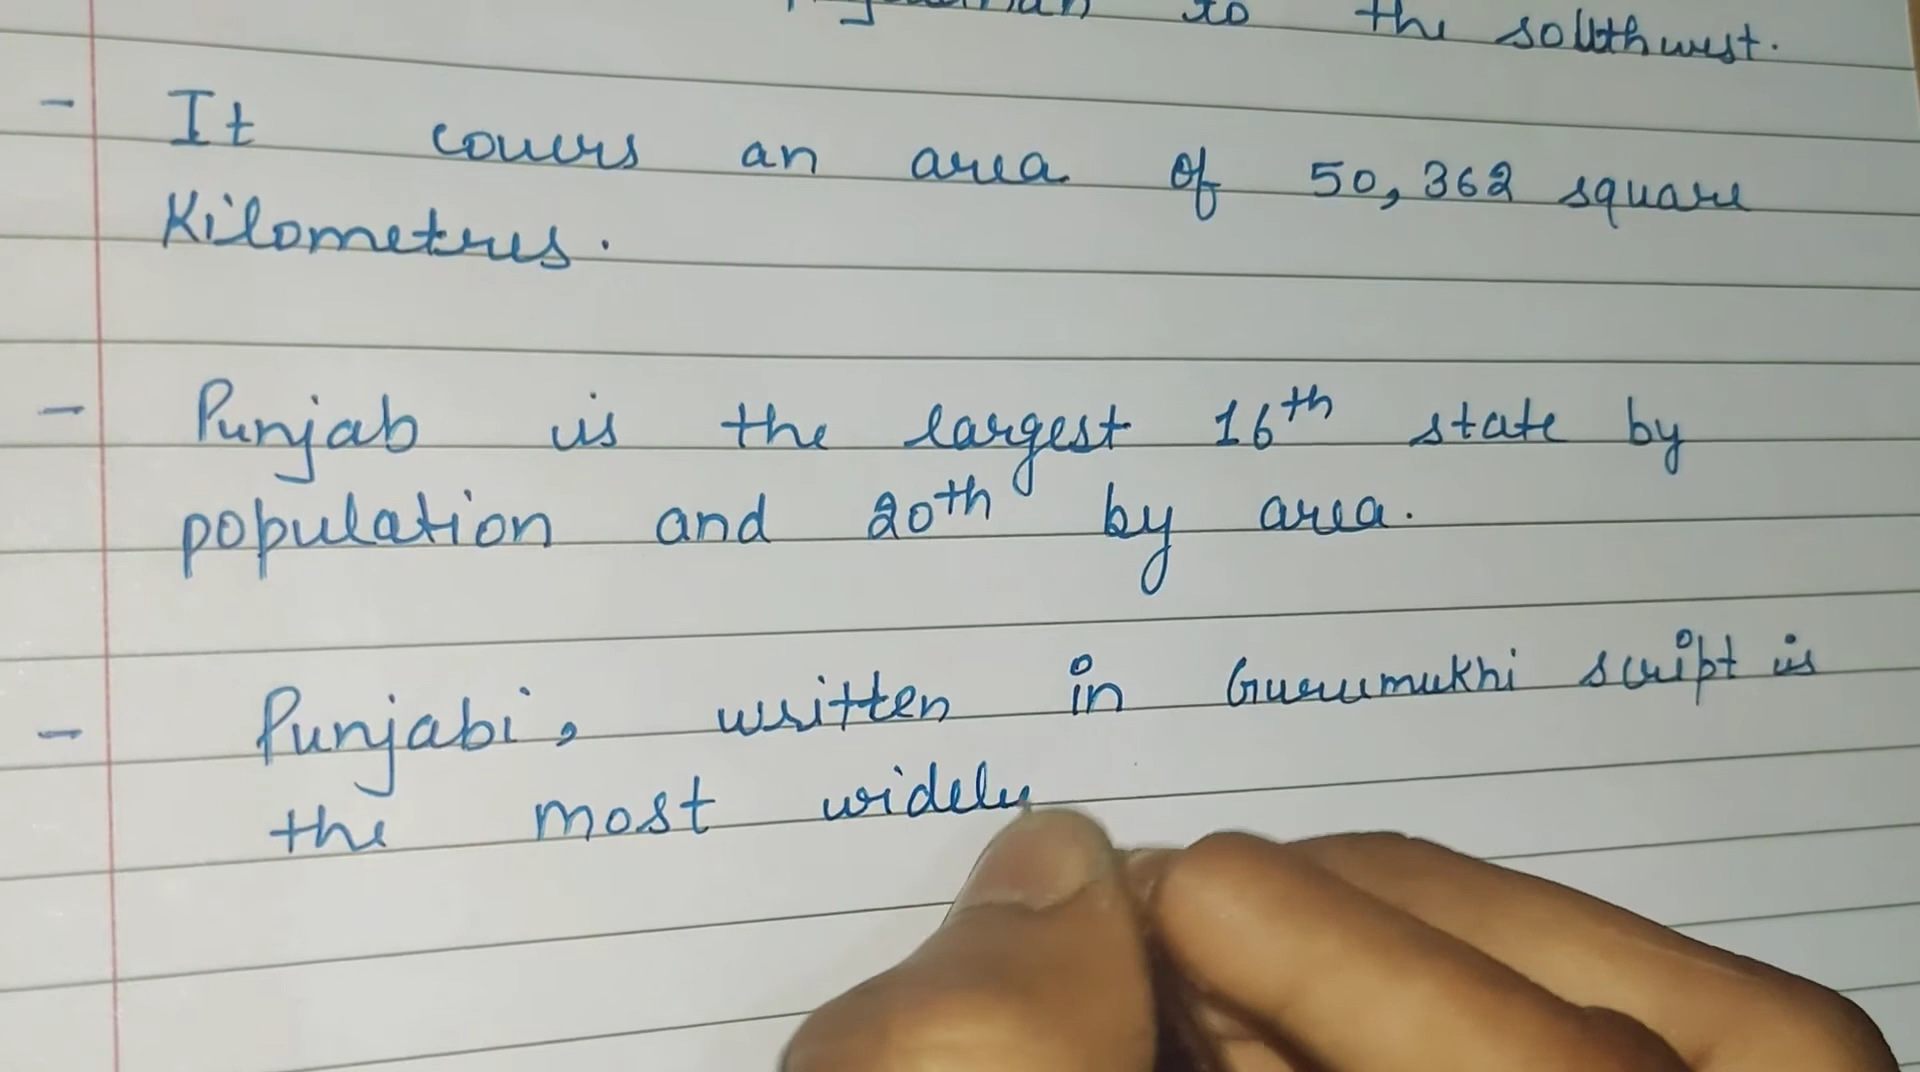 to the southwest.
- It covers an area of 50,362 square
Kilometres.
- Punjab is the largest 16th state by
population and 20th by area.
- Punjabi, written in Gurumukhi script is
the most widely